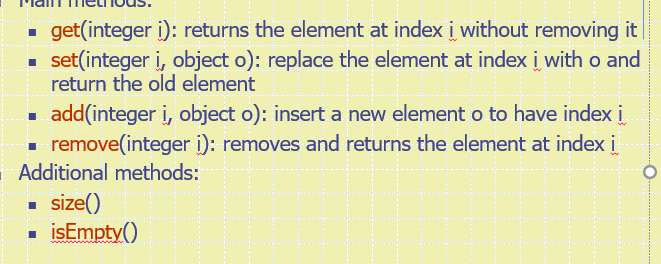 Main methods:
get(integer i): returns the element at index i without removing it
set(integer i, object o): replace the element at index i with o and
return the old element
add(integer i, object o): insert a new element o to have index i
remove(integer i): removes and returns the element at index i
Additional methods:
size()
isEmpty()